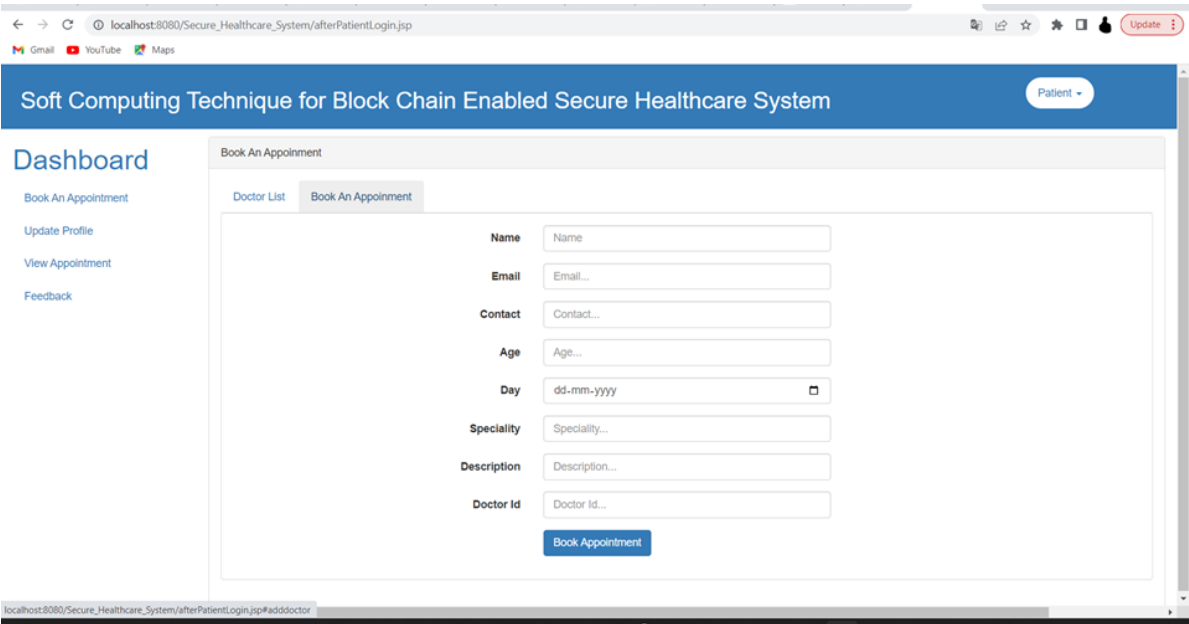 localhost:8080/Secure_Healthcare_System/afterPatientLogin.jsp
Update
Gmail YouTube Maps
Soft Computing Technique for Block Chain Enabled Secure Healthcare System
Patient
Dashboard
Book An Appointment
Update Profile
View Appointment
Feedback
Book An Appoinment
Doctor List Book An Appoinment
Name Name
Email Email...
Contact Contact...
Age Age...
Day dd-mm-yyyy
Speciality Speciality...
Description Description...
Doctor Id Doctor Id...
Book Appointment
localhost:8080/Secure_Healthcare_System/afterPatientLogin.jsp#adddoctor